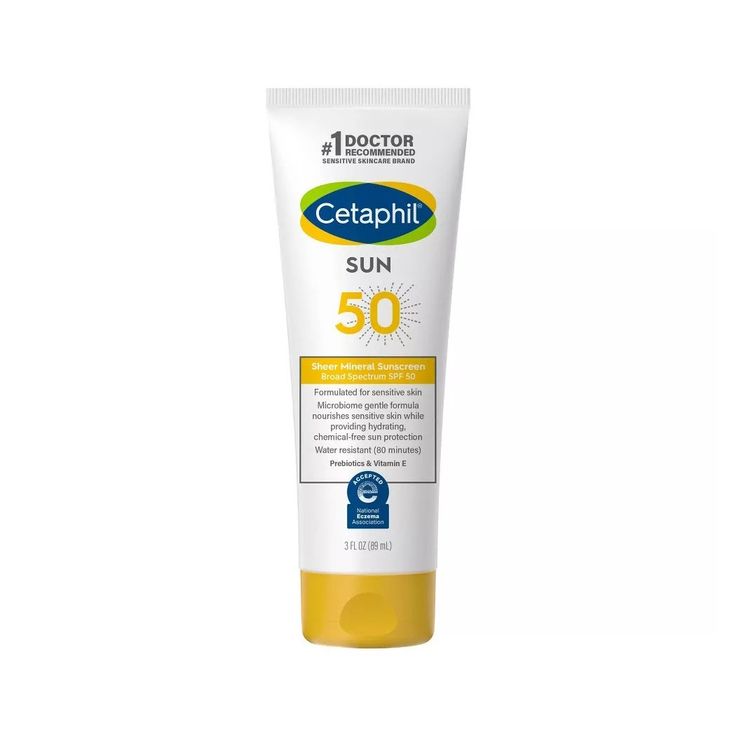 #1 DOCTOR
RECOMMENDED
SENSITIVE SKINCARE BRAND
Cetaphil®
SUN
50
Sheer Mineral Sunscreen
Broad Spectrum SPF 50
Formulated for sensitive skin
Microbiome gentle formula
nourishes sensitive skin while
providing hydrating,
chemical-free sun protection
Water resistant (80 minutes)
Prebiotics & Vitamin E
ACCEPTED
e
National
Eczema
Association
3 FL OZ (89 mL)